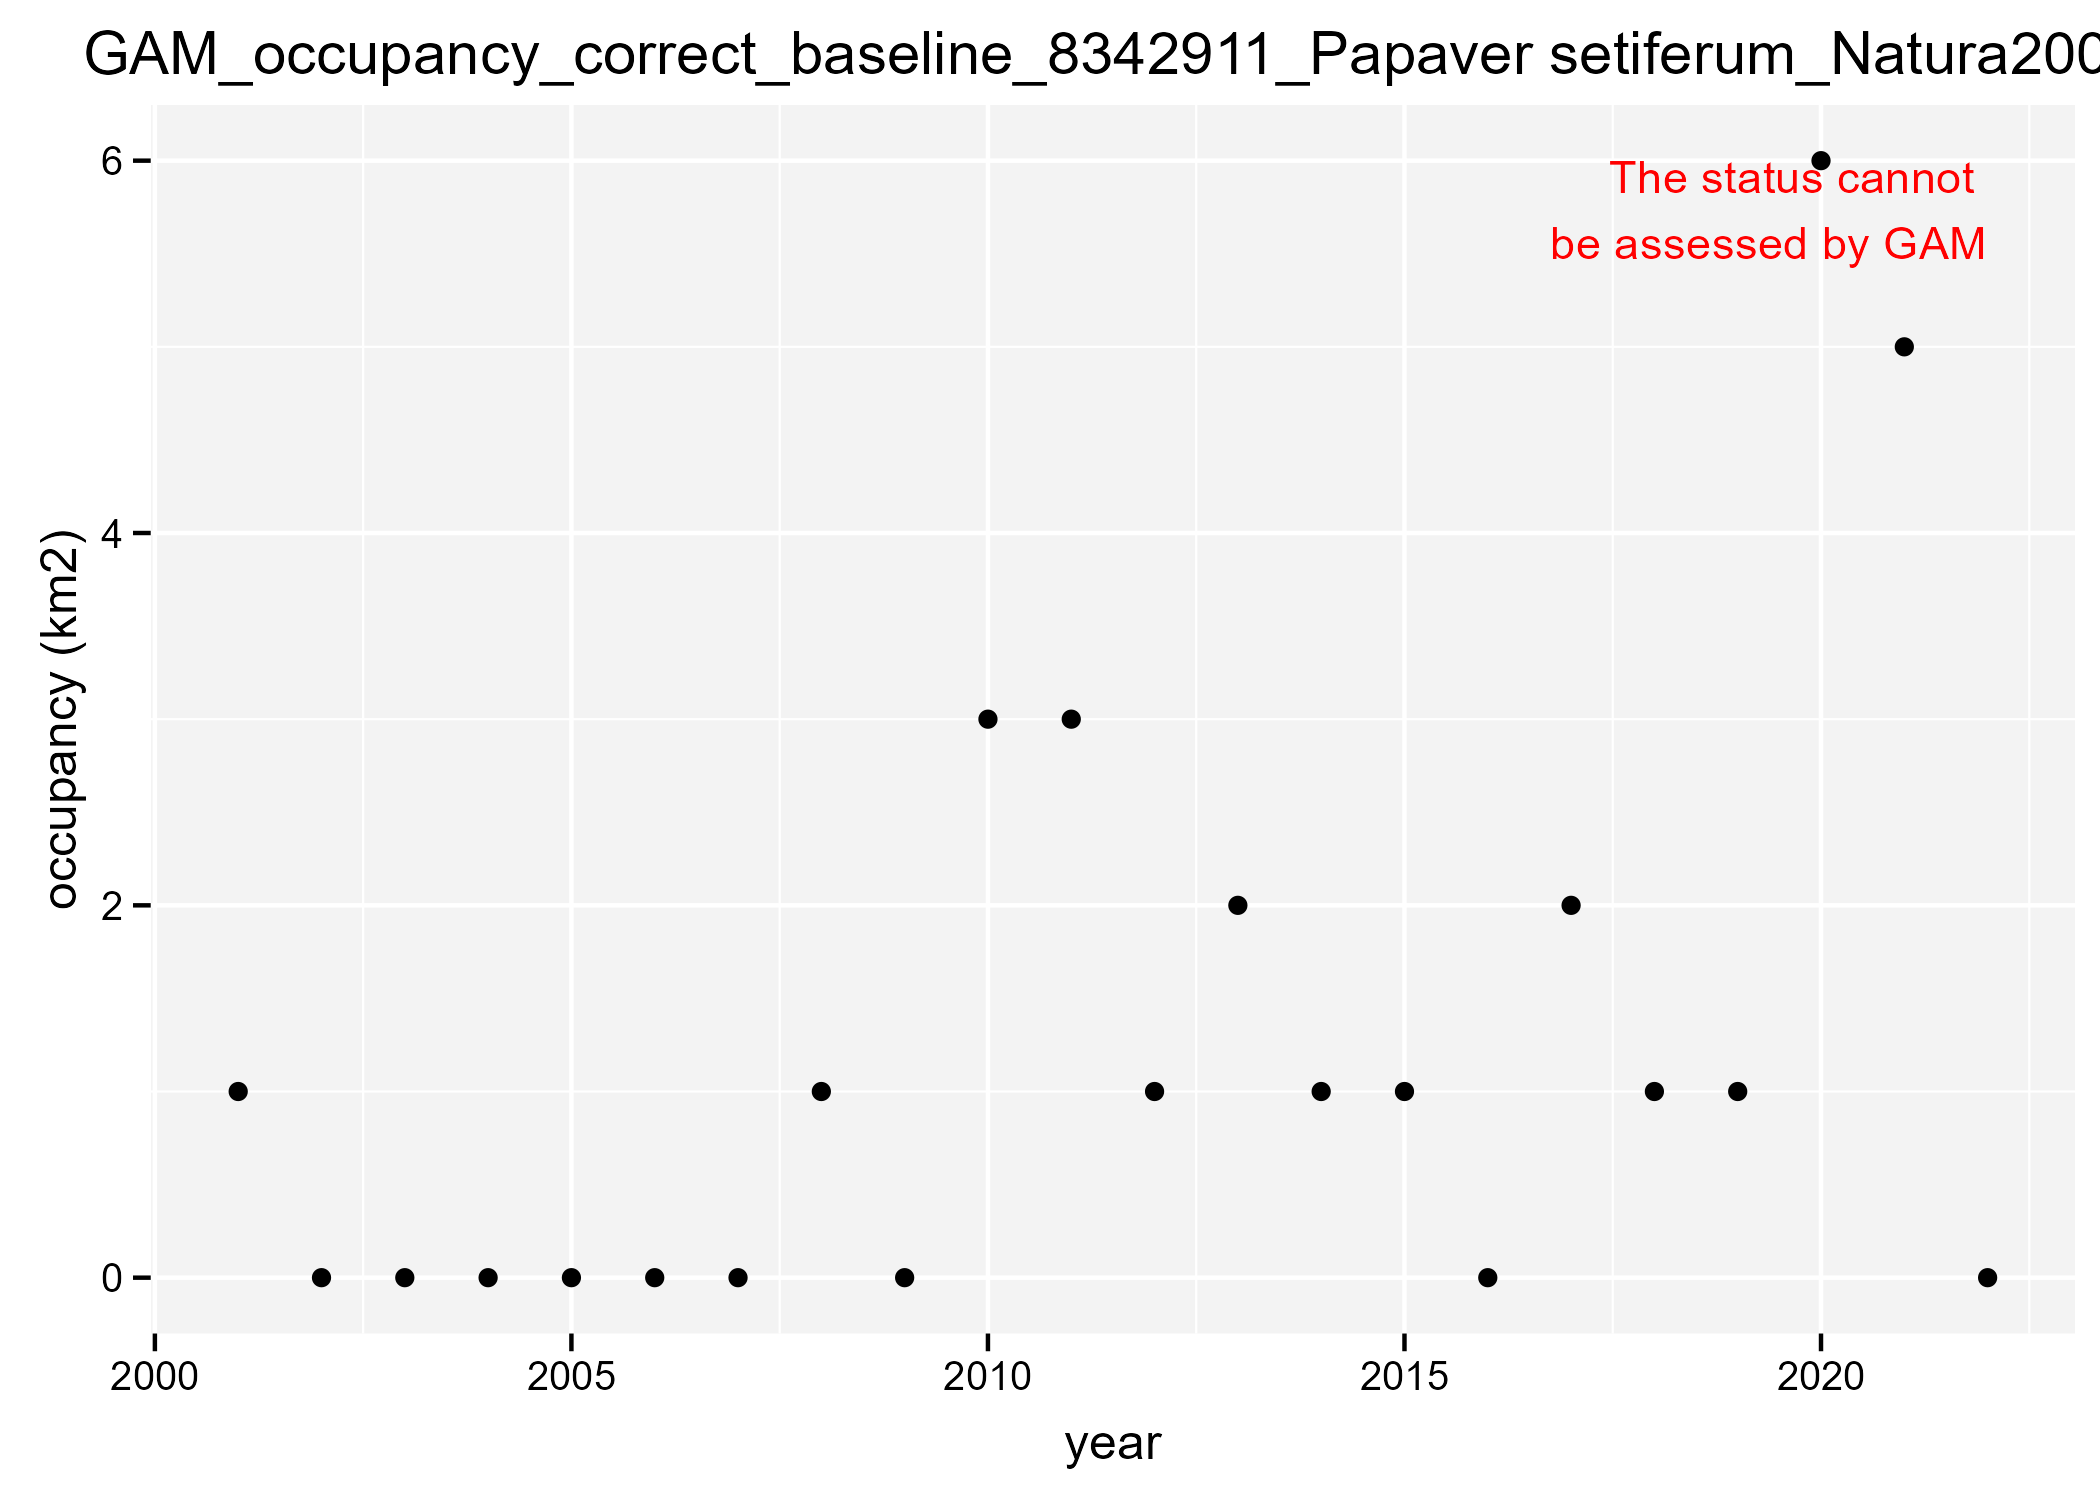 GAM_occupancy_correct_baseline_8342911_Papaver setiferum_Natura200
6
The status cannot
be assessed by GAM
4
occupancy (km2)
2
0
2000 2005 2010 2015 2020
year